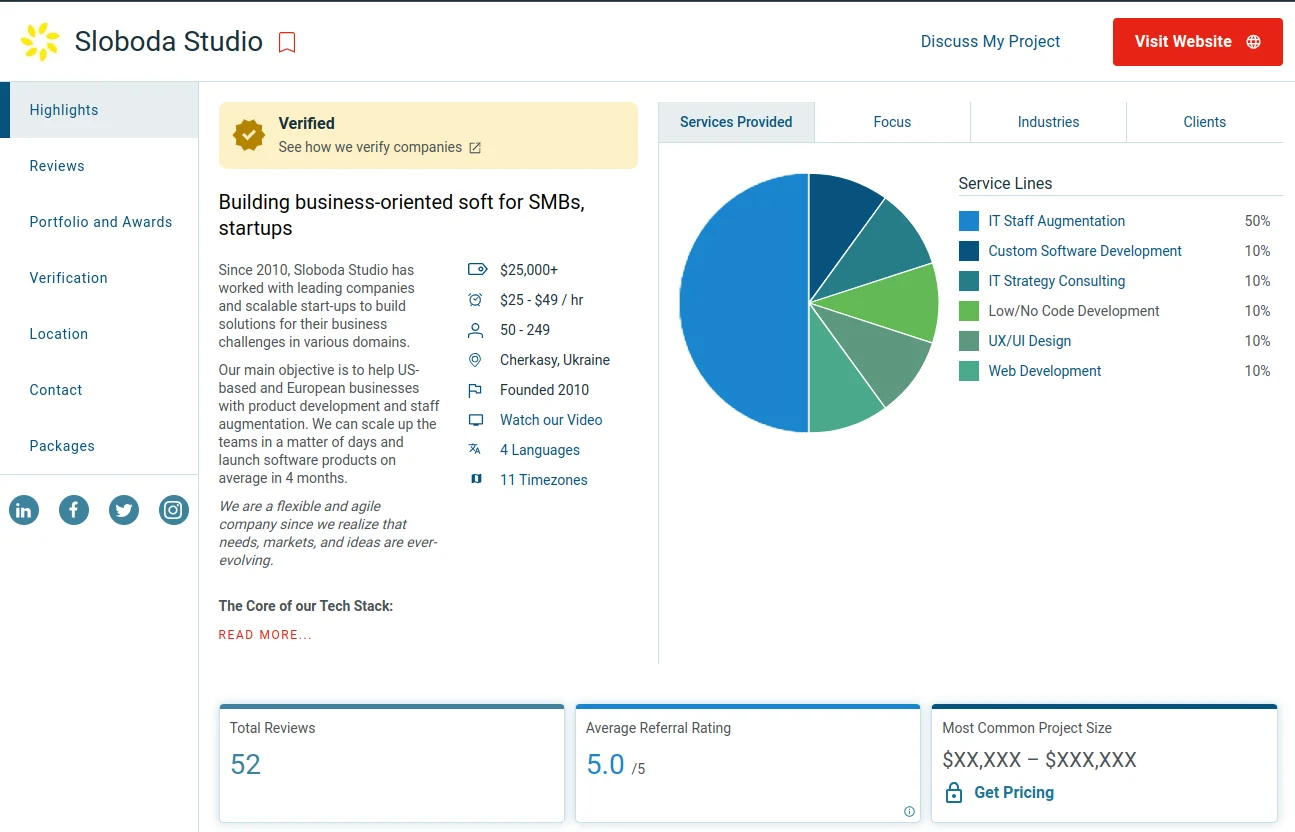 Sloboda Studio
Discuss My Project
Visit Website
Highlights
Reviews
Portfolio and Awards
Verification
Location
Contact
Packages
Verified
See how we verify companies
Building business-oriented soft for SMBs,
startups
Since 2010, Sloboda Studio has
worked with leading companies
and scalable start-ups to build
solutions for their business
challenges in various domains.
Our main objective is to help US-
based and European businesses
with product development and staff
augmentation. We can scale up the
teams in a matter of days and
launch software products on
average in 4 months.
We are a flexible and agile
company since we realize that
needs, markets, and ideas are ever-
evolving.
The Core of our Tech Stack:
READ MORE...
$25,000+
$25 - $49 / hr
50 - 249
Cherkasy, Ukraine
Founded 2010
Watch our Video
4 Languages
11 Timezones
Services Provided
Focus
Industries
Clients
Service Lines
IT Staff Augmentation 50%
Custom Software Development 10%
IT Strategy Consulting 10%
Low/No Code Development 10%
UX/UI Design 10%
Web Development 10%
Total Reviews
52
Average Referral Rating
5.0 /5
Most Common Project Size
$XX,XXX – $XXX,XXX
Get Pricing